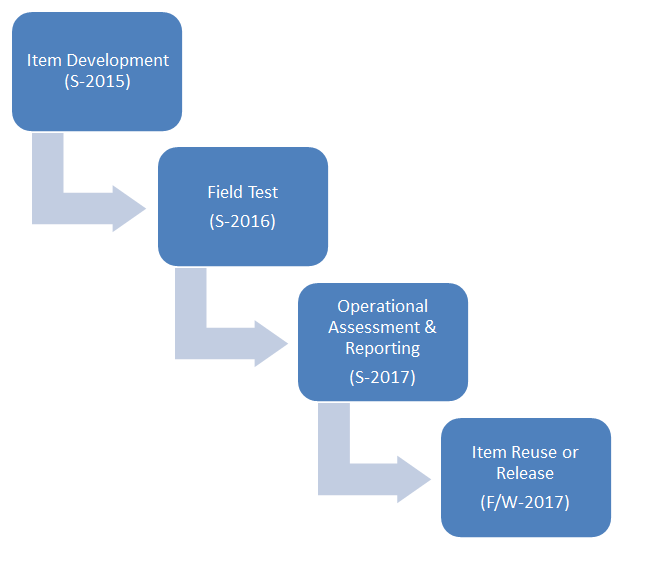 Item Development
(S-2015)
Field Test
(S-2016)
Operational
Assessment &
Reporting
(S-2017)
Item Reuse or
Release
(F/W-2017)